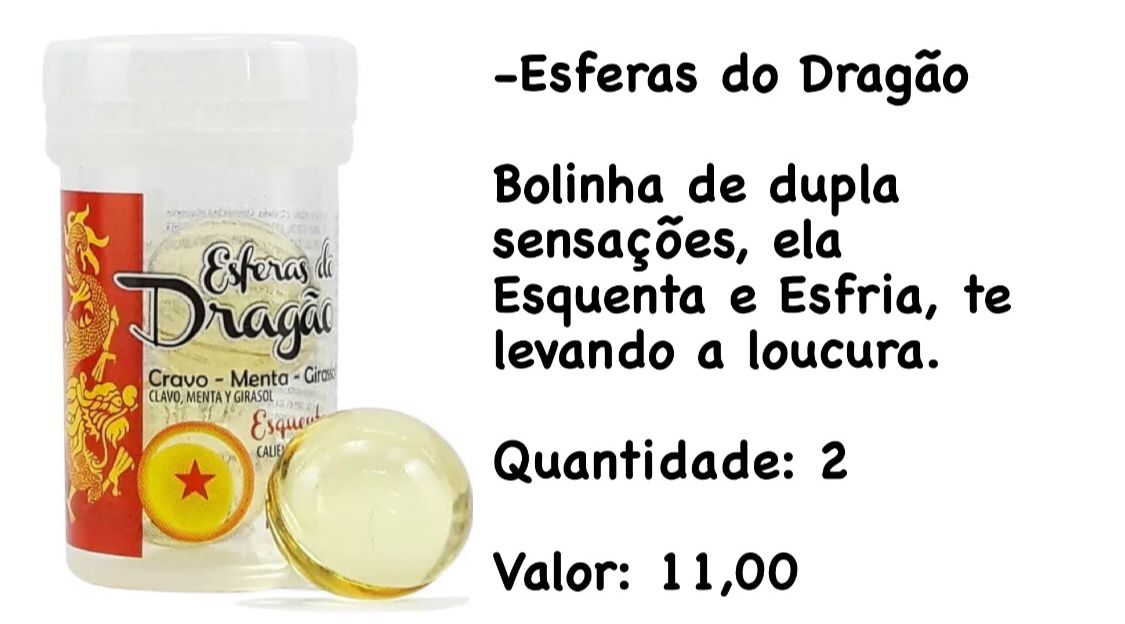 Esferas do
Dragão
Cravo - Menta -
CLAVO, MENTA Y GIRASOL
-Esferas do Dragão
Bolinha de dupla
sensações, ela
Esquenta e Esfria, te
levando a loucura.
Quantidade: 2
Valor: 11,00